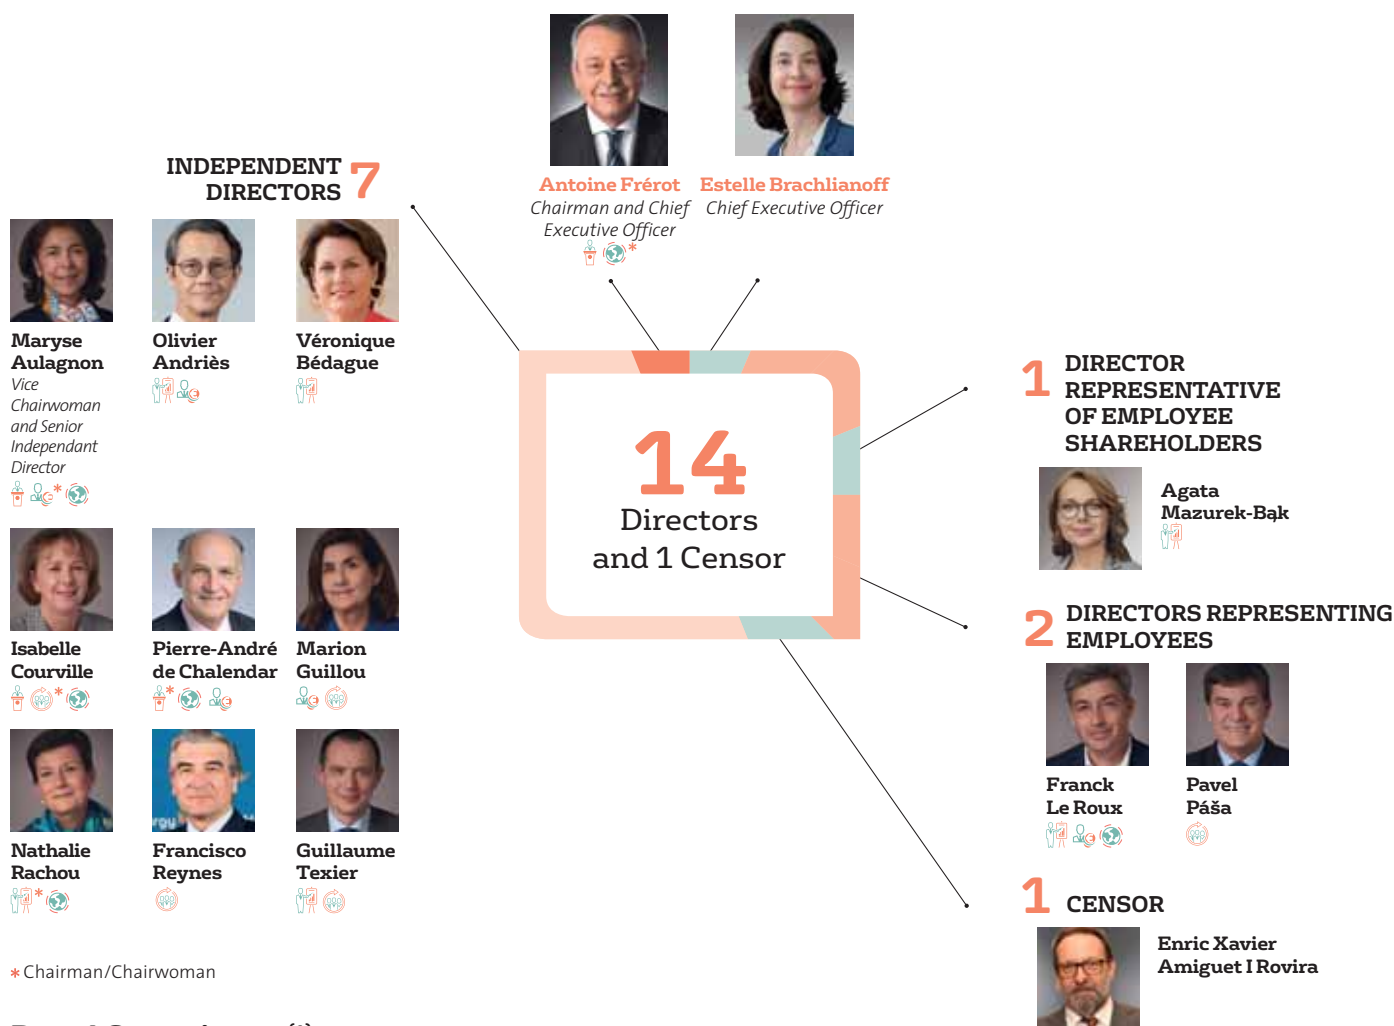 Antoine Frérot
Chairman and Chief
Executive Officer
*
Estelle Brachlianoff
Chief Executive Officer
INDEPENDENT
DIRECTORS
7
Maryse
Aulagnon
Vice
Chairwoman
and Senior
Independant
Director
*
Olivier
Andriès
Véronique
Bédague
Isabelle
Courville
*
Pierre-André
de Chalendar
*
Marion
Guillou
Nathalie
Rachou
*
Francisco
Reynes
Guillaume
Texier
14
Directors
and 1 Censor
1
DIRECTOR
REPRESENTATIVE
OF EMPLOYEE
SHAREHOLDERS
Agata
Mazurek-Bąk
2
DIRECTORS REPRESENTING
EMPLOYEES
Franck
Le Roux
Pavel
Páša
1
CENSOR
Enric Xavier
Amiguet I Rovira
* Chairman/Chairwoman